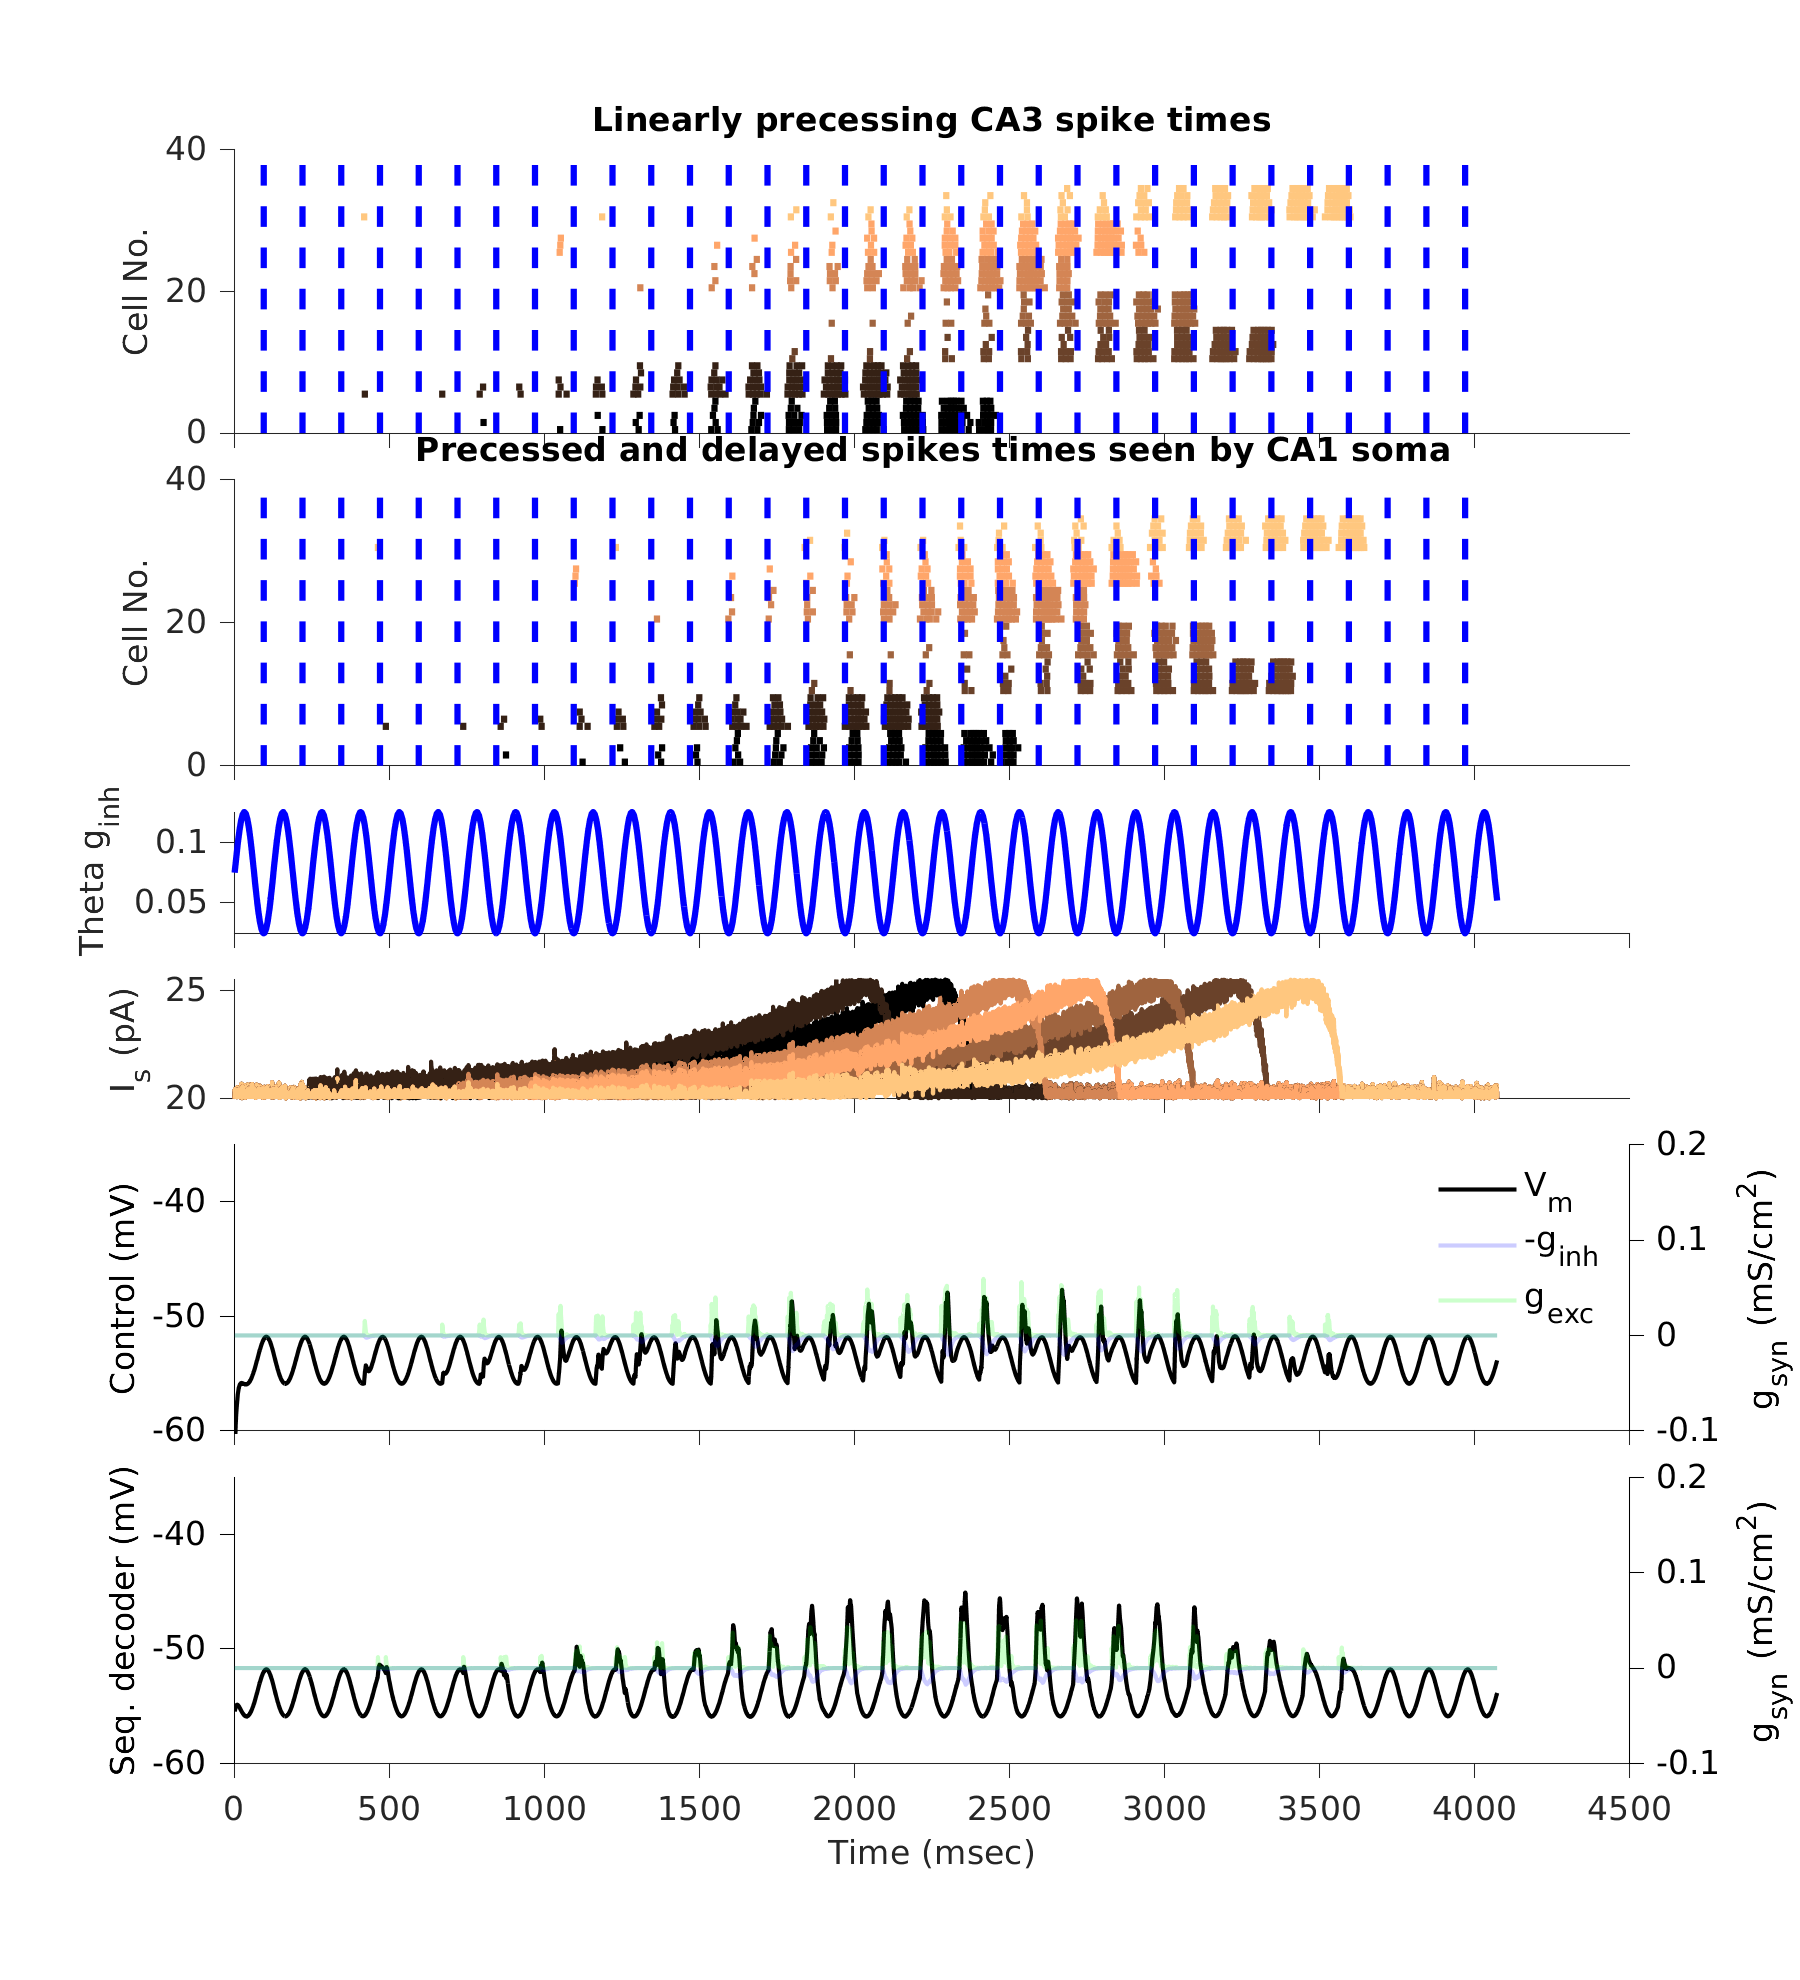 Linearly precessing CA3 spike times
40
20
0
Cell No.
Precessed and delayed spikes times seen by CA1 soma
40
20
0
Cell No.
0.1
0.05
Theta g_inh
25
20
I_s (pA)
-40
-50
-60
Control (mV)
0.2
0.1
0
-0.1
g_syn (mS/cm^2)
V_m
-g_inh
g_exc
-40
-50
-60
Seq. decoder (mV)
0.2
0.1
0
-0.1
g_syn (mS/cm^2)
0 500 1000 1500 2000 2500 3000 3500 4000 4500
Time (msec)